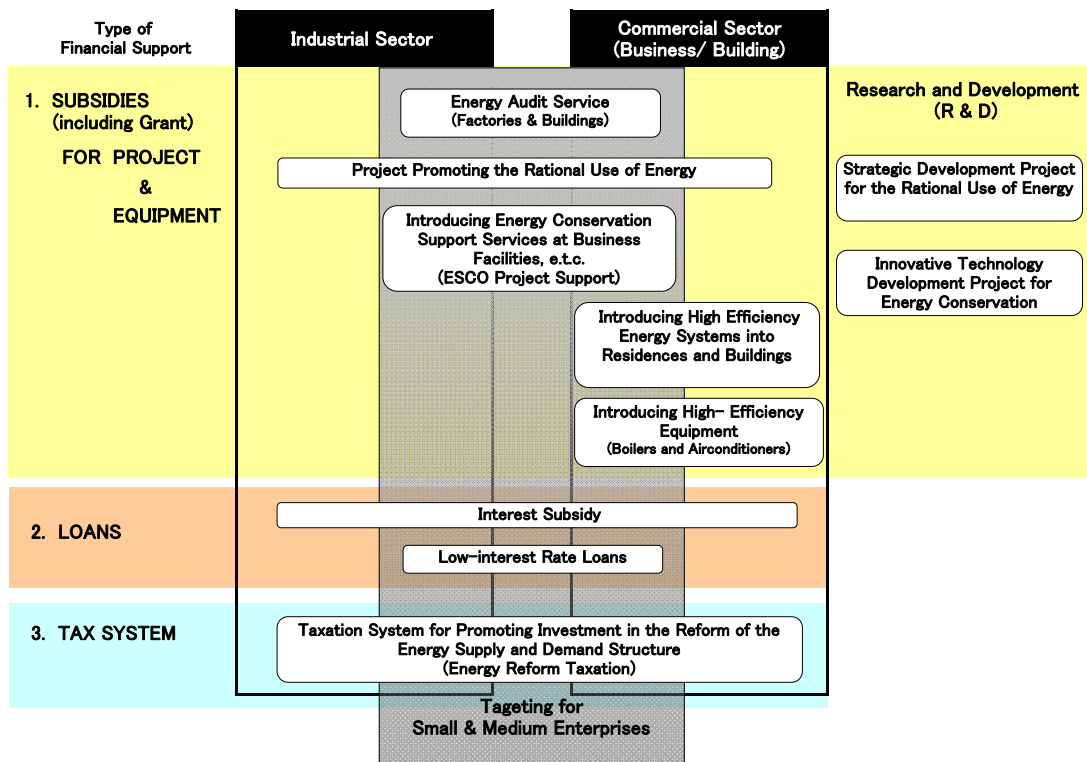 Type of
Financial Support
Industrial Sector
Commercial Sector
(Business/ Building)
1. SUBSIDIES
(including Grant)
FOR PROJECT
&
EQUIPMENT
Energy Audit Service
(Factories & Buildings)
Project Promoting the Rational Use of Energy
Introducing Energy Conservation
Support Services at Business
Facilities, e.t.c.
(ESCO Project Support)
Introducing High Efficiency
Energy Systems into
Residences and Buildings
Introducing High- Efficiency
Equipment
(Boilers and Airconditioners)
Research and Development
(R & D)
Strategic Development Project
for the Rational Use of Energy
Innovative Technology
Development Project for
Energy Conservation
2. LOANS
Interest Subsidy
Low-interest Rate Loans
3. TAX SYSTEM
Taxation System for Promoting Investment in the Reform of the
Energy Supply and Demand Structure
(Energy Reform Taxation)
Tageting for
Small & Medium Enterprises